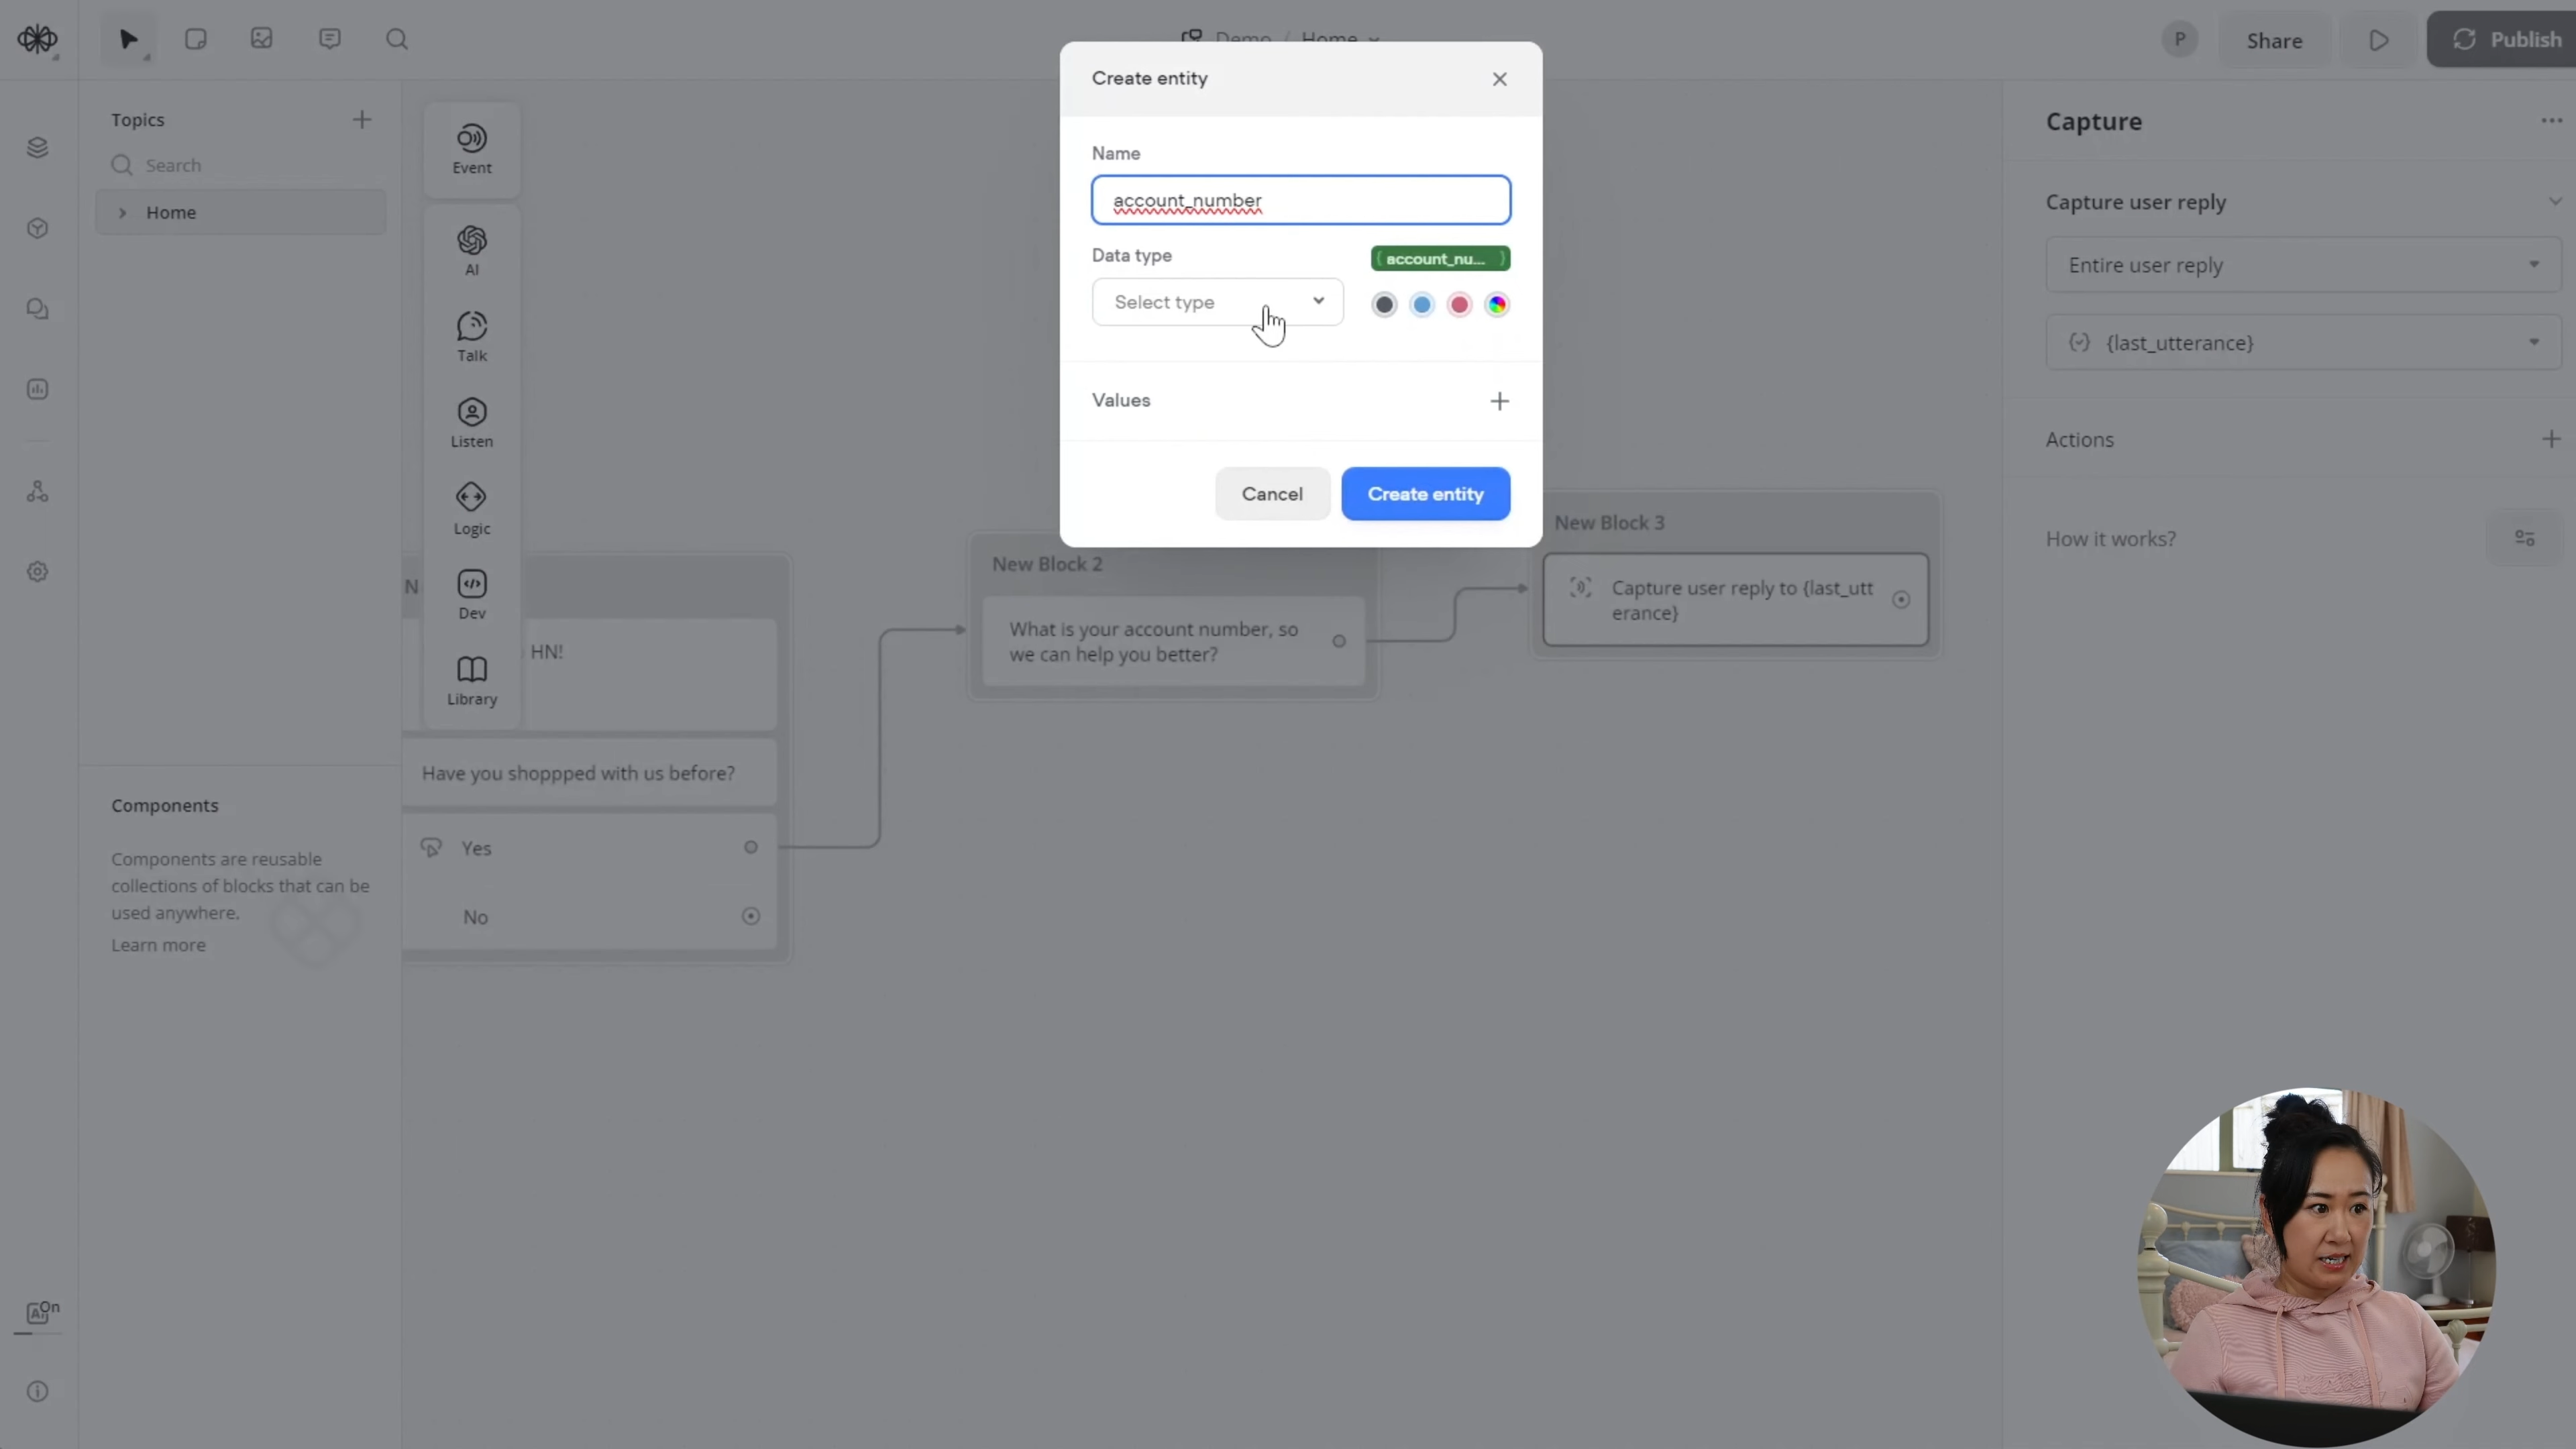 Demo / Home
P
Share
Publish
Create entity
Name
account_number
Data type
{ account_nu... }
Select type
Values
Cancel
Create entity
Topics
Search
Home
Event
AI
Talk
Listen
Logic
Dev
Library
Components
Components are reusable
collections of blocks that can be
used anywhere.
Learn more
On
AI
N
HN!
Have you shoppped with us before?
Yes
No
New Block 2
What is your account number, so
we can help you better?
New Block 3
Capture user reply to {last_utt
erance}
Capture
Capture user reply
Entire user reply
{last_utterance}
Actions
How it works?